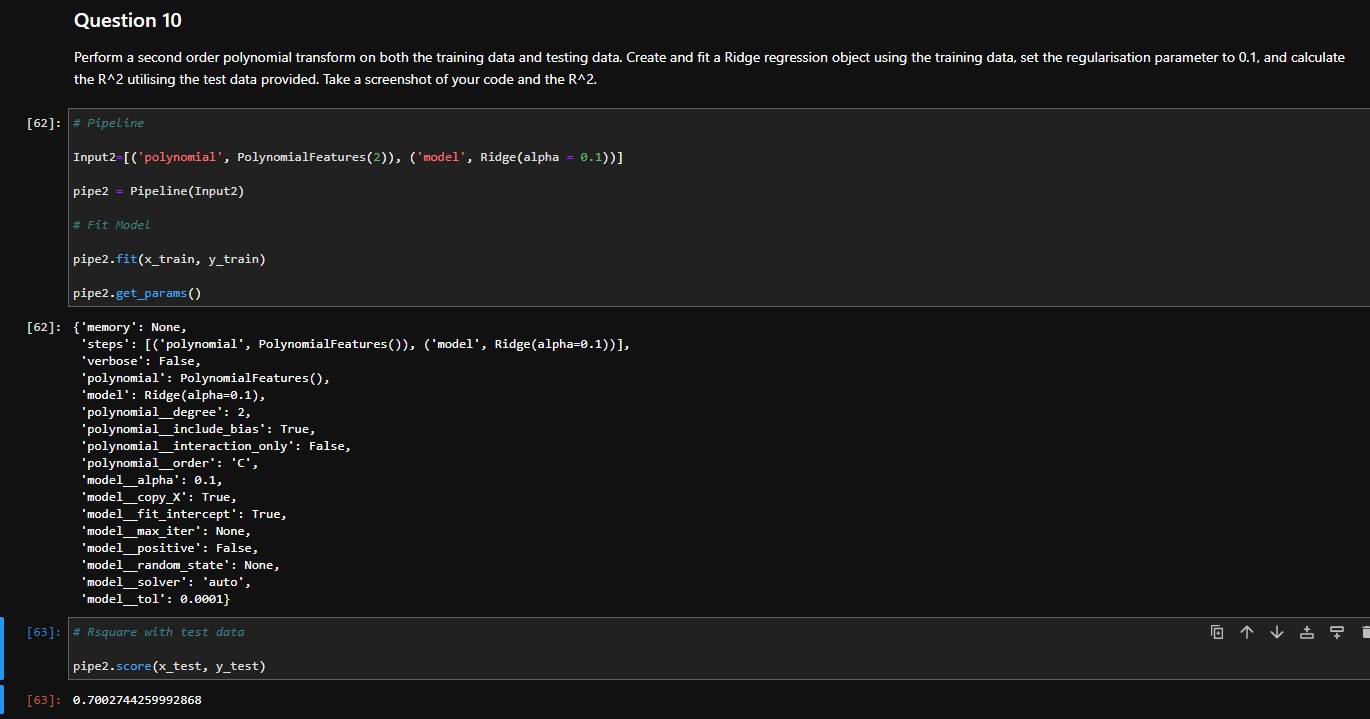 Question 10
Perform a second order polynomial transform on both the training data and testing data. Create and fit a Ridge regression object using the training data, set the regularisation parameter to 0.1, and calculate
the R^2 utilising the test data provided. Take a screenshot of your code and the R^2.
[62]: # Pipeline
Input2=[('polynomial', PolynomialFeatures(2)), ('model', Ridge(alpha = 0.1))]
pipe2 = Pipeline(Input2)
# Fit Model
pipe2.fit(x_train, y_train)
pipe2.get_params()
[62]: {'memory': None,
'steps': [('polynomial', PolynomialFeatures()), ('model', Ridge(alpha=0.1))],
'verbose': False,
'polynomial': PolynomialFeatures(),
'model': Ridge(alpha=0.1),
'polynomial__degree': 2,
'polynomial__include_bias': True,
'polynomial__interaction_only': False,
'polynomial__order': 'C',
'model__alpha': 0.1,
'model__copy_X': True,
'model__fit_intercept': True,
'model__max_iter': None,
'model__positive': False,
'model__random_state': None,
'model__solver': 'auto',
'model__tol': 0.0001}
[63]: # Rsquare with test data
pipe2.score(x_test, y_test)
[63]: 0.7002744259992868